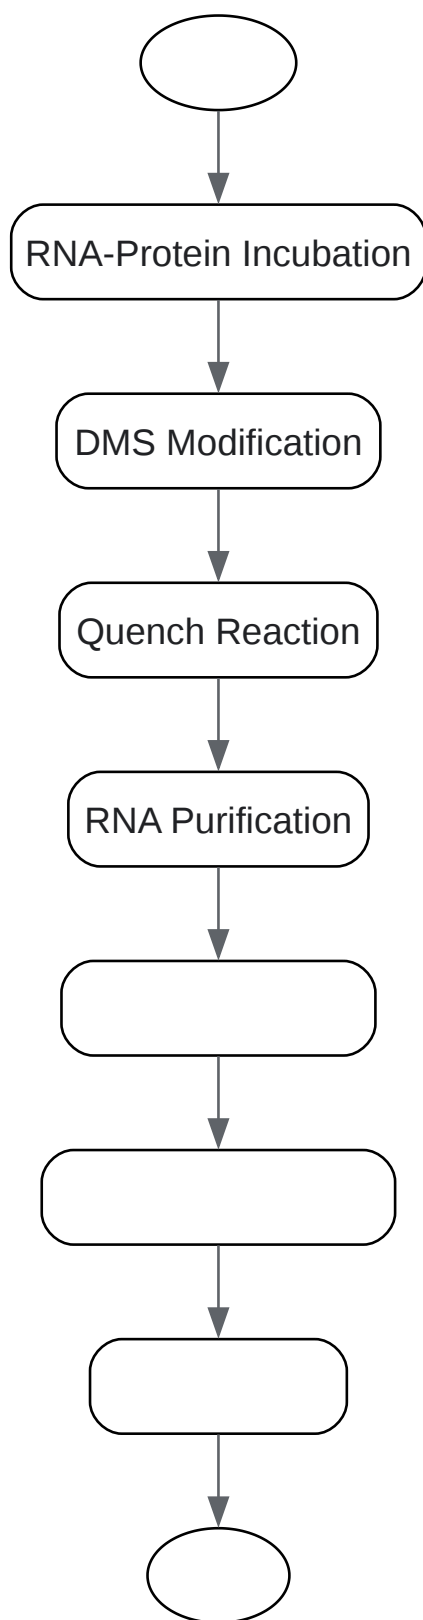 RNA-Protein Incubation
DMS Modification
Quench Reaction
RNA Purification